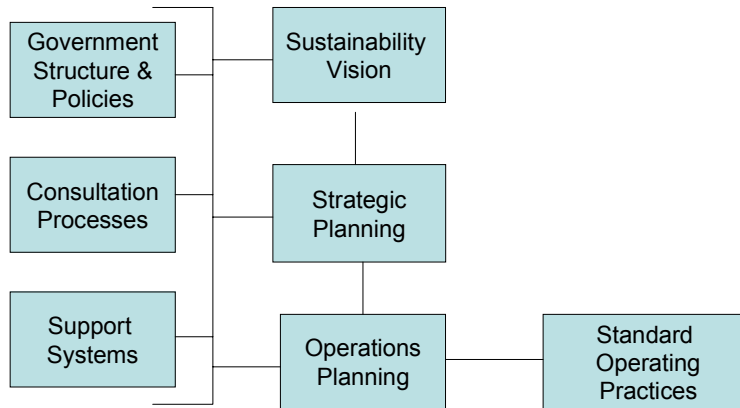 Government
Structure &
Policies
Sustainability
Vision
Consultation
Processes
Strategic
Planning
Support
Systems
Operations
Planning
Standard
Operating
Practices